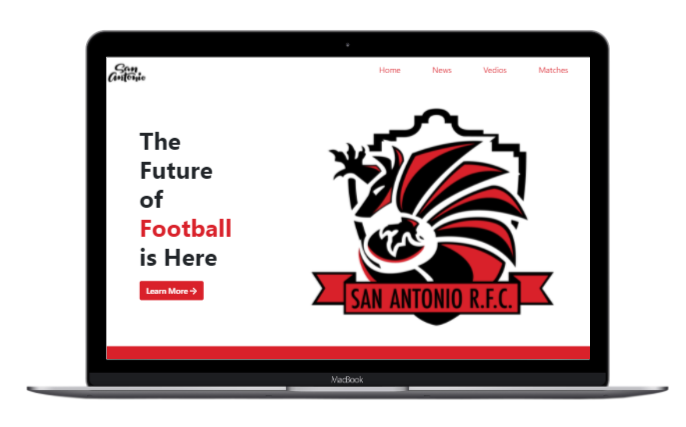 San
Antonio
Home News Vedios Matches
The
Future
of
Football
is Here
Learn More →
SAN ANTONIO R.F.C.
MacBook